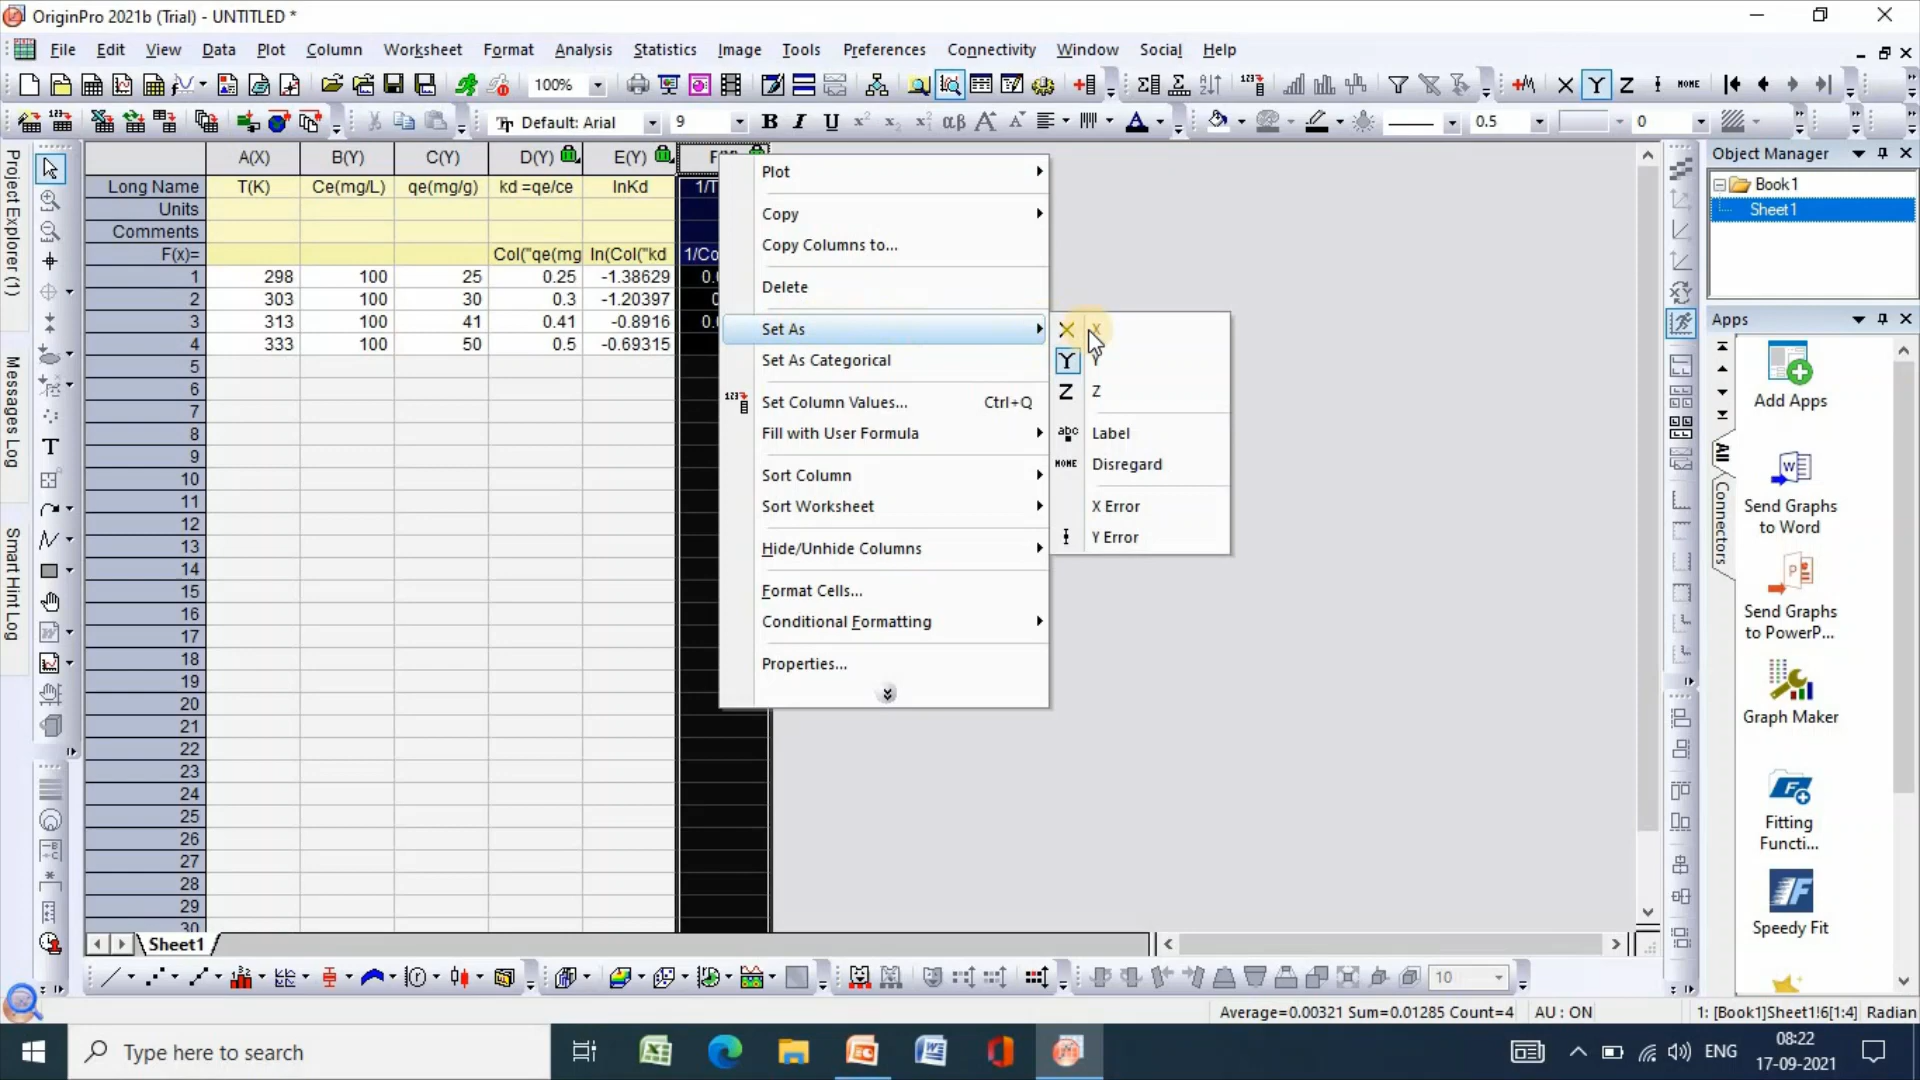 OriginPro 2021b (Trial) - UNTITLED *
File Edit View Data Plot Column Worksheet Format Analysis Statistics Image Tools Preferences Connectivity Window Social Help
100%
X Y Z NONE
Default: Arial 9 B I U αβ A 0.5 0
Project Explorer (1)
Messages Log
Smart Hint Log
A(X) B(Y) C(Y) D(Y) E(Y)
Long Name T(K) Ce(mg/L) qe(mg/g) kd =qe/ce lnKd 1/T
Units
Comments
F(x)= Col("qe(mg ln(Col("kd 1/Co
1 298 100 25 0.25 -1.38629
2 303 100 30 0.3 -1.20397
3 313 100 41 0.41 -0.8916
4 333 100 50 0.5 -0.69315
5
6
7
8
9
10
11
12
13
14
15
16
17
18
19
20
21
22
23
24
25
26
27
28
29
30
Plot
Copy
Copy Columns to...
Delete
Set As
Set As Categorical
Set Column Values... Ctrl+Q
Fill with User Formula
Sort Column
Sort Worksheet
Hide/Unhide Columns
Format Cells...
Conditional Formatting
Properties...
X
Y
Z Z
abc Label
NONE Disregard
X Error
Y Error
Object Manager
Book1
Sheet1
Apps
All
Connectors
Add Apps
Send Graphs
to Word
Send Graphs
to PowerP...
Graph Maker
Fitting
Functi...
Speedy Fit
Sheet1
10
Average=0.00321 Sum=0.01285 Count=4 AU : ON 1: [Book1]Sheet1!6[1:4] Radian
Type here to search
ENG
08:22
17-09-2021